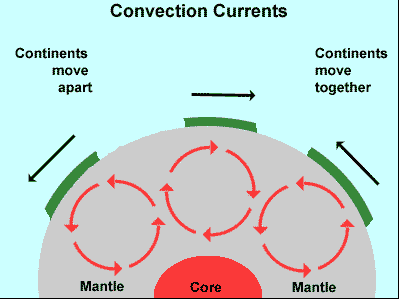 Convection Currents
Continents
move
apart
Continents
move
together
Mantle
Core
Mantle